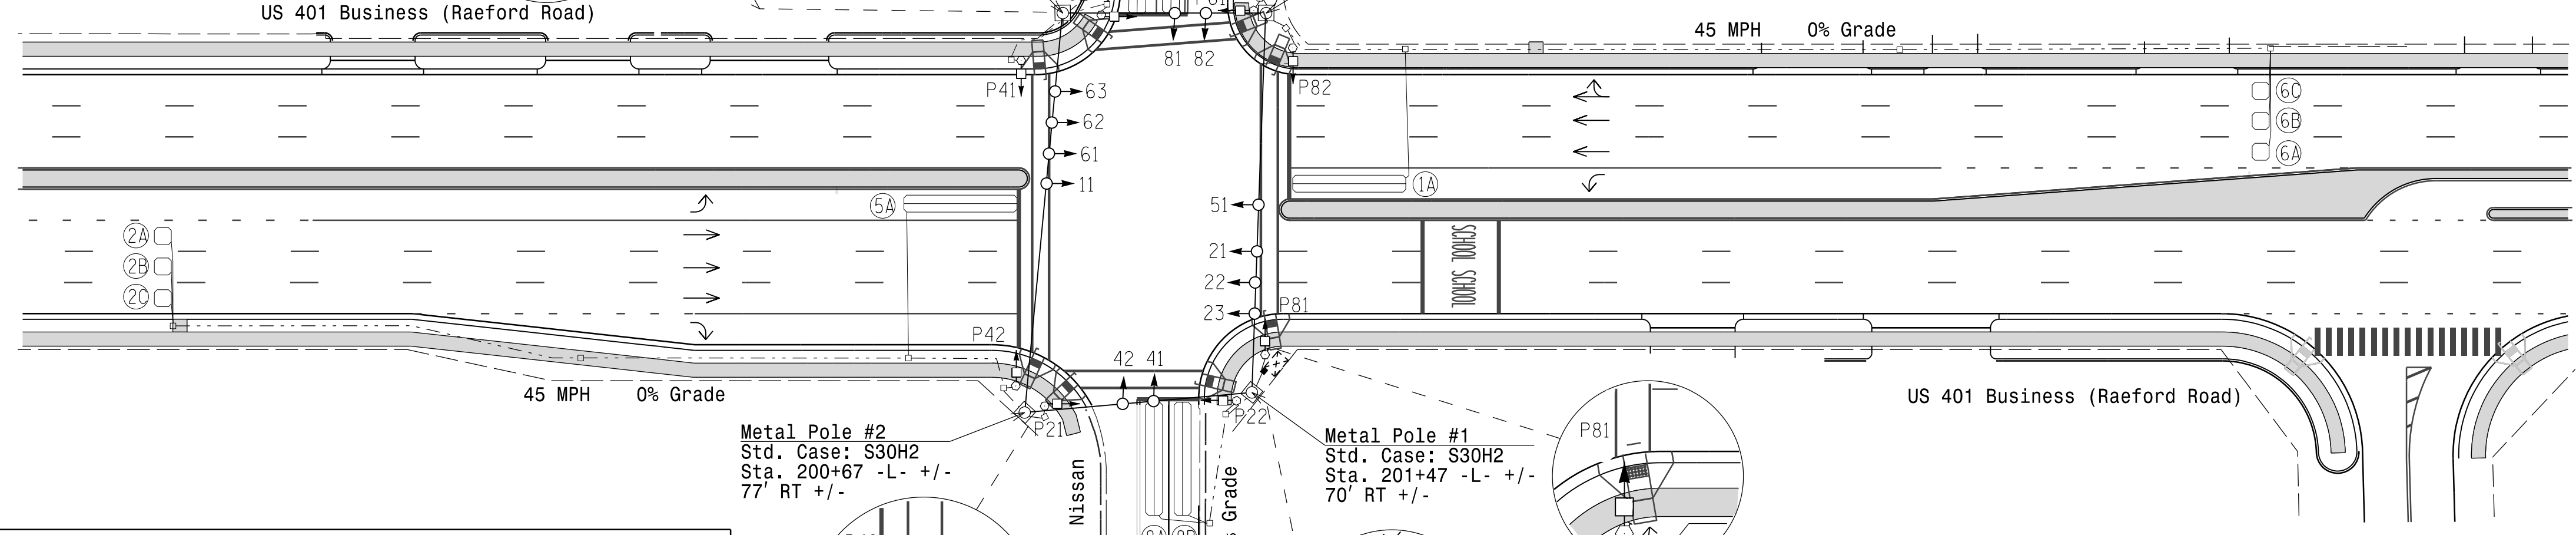 US 401 Business (Raeford Road)
45 MPH 0% Grade
81 82
P41
P82
63
62
61
11
6C
6B
6A
1A
5A
51
21
22
23
2A
2B
2C
SCHOOL SCHOOL
P81
P42
42 41
45 MPH 0% Grade
US 401 Business (Raeford Road)
P21
P22
P81
Metal Pole #2
Std. Case: S30H2
Sta. 200+67 -L- +/-
77' RT +/-
Metal Pole #1
Std. Case: S30H2
Sta. 201+47 -L- +/-
70' RT +/-
Nissan
Grade